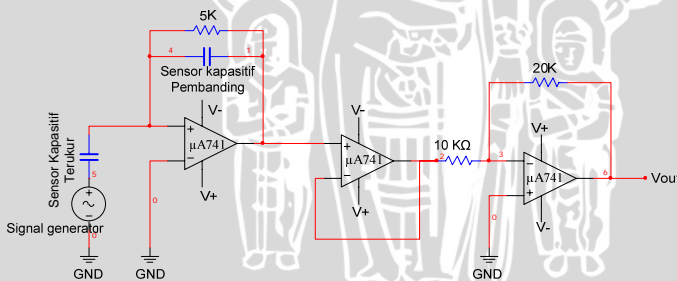 5K
4
1
Sensor kapasitif
Pembanding
V-
+
μA741
−
V+
Sensor Kapasitif
Terukur
5
+
−
Signal generator
0
GND
0
GND
V-
+
μA741
−
V+
2
10 KΩ
3
20K
V+
−
μA741
+
V-
6
Vout
0
GND